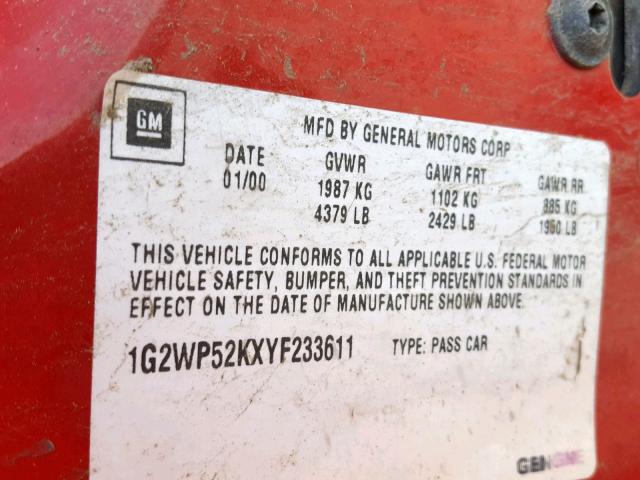 GM
MFD BY GENERAL MOTORS CORP
DATE GVWR GAWR FRT GAWR RR
01/00 1987 KG 1102 KG 885 KG
4379 LB 2429 LB 1950 LB
THIS VEHICLE CONFORMS TO ALL APPLICABLE U.S. FEDERAL MOTOR
VEHICLE SAFETY, BUMPER, AND THEFT PREVENTION STANDARDS IN
EFFECT ON THE DATE OF MANUFACTURE SHOWN ABOVE.
1G2WP52KXYF233611 TYPE: PASS CAR
GENUINE